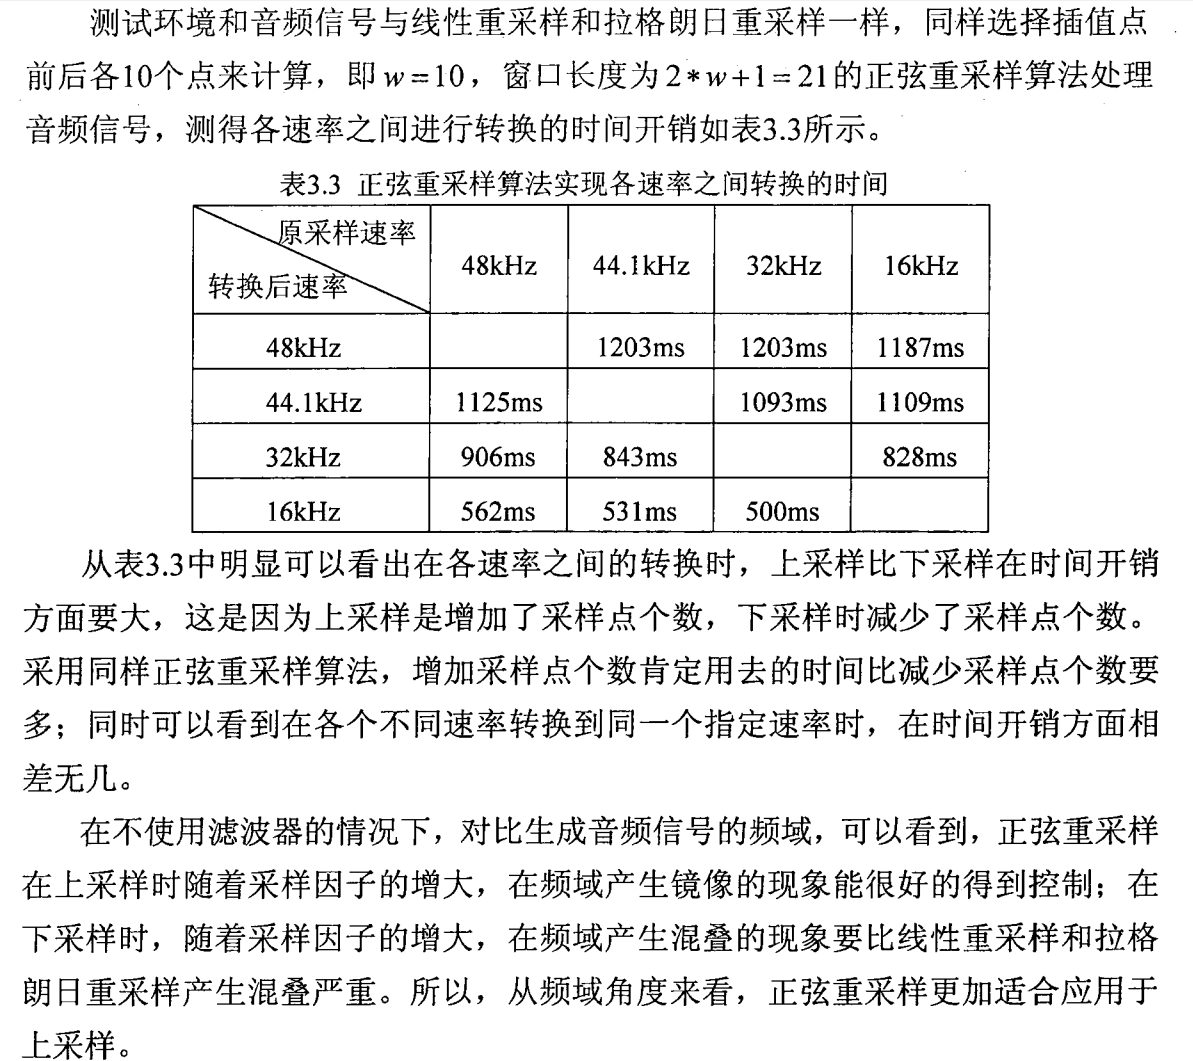 测试环境和音频信号与线性重采样和拉格朗日重采样一样，同样选择插值点
前后各10个点来计算，即w=10，窗口长度为2*w+1=21的正弦重采样算法处理
音频信号，测得各速率之间进行转换的时间开销如表3.3所示。
表3.3 正弦重采样算法实现各速率之间转换的时间
原采样速率
转换后速率 48kHz 44.1kHz 32kHz 16kHz
48kHz 1203ms 1203ms 1187ms
44.1kHz 1125ms 1093ms 1109ms
32kHz 906ms 843ms 828ms
16kHz 562ms 531ms 500ms
从表3.3中明显可以看出在各速率之间的转换时，上采样比下采样在时间开销
方面要大，这是因为上采样是增加了采样点个数，下采样时减少了采样点个数。
采用同样正弦重采样算法，增加采样点个数肯定用去的时间比减少采样点个数要
多；同时可以看到在各个不同速率转换到同一个指定速率时，在时间开销方面相
差无几。
在不使用滤波器的情况下，对比生成音频信号的频域，可以看到，正弦重采样
在上采样时随着采样因子的增大，在频域产生镜像的现象能很好的得到控制；在
下采样时，随着采样因子的增大，在频域产生混叠的现象要比线性重采样和拉格
朗日重采样产生混叠严重。所以，从频域角度来看，正弦重采样更加适合应用于
上采样。